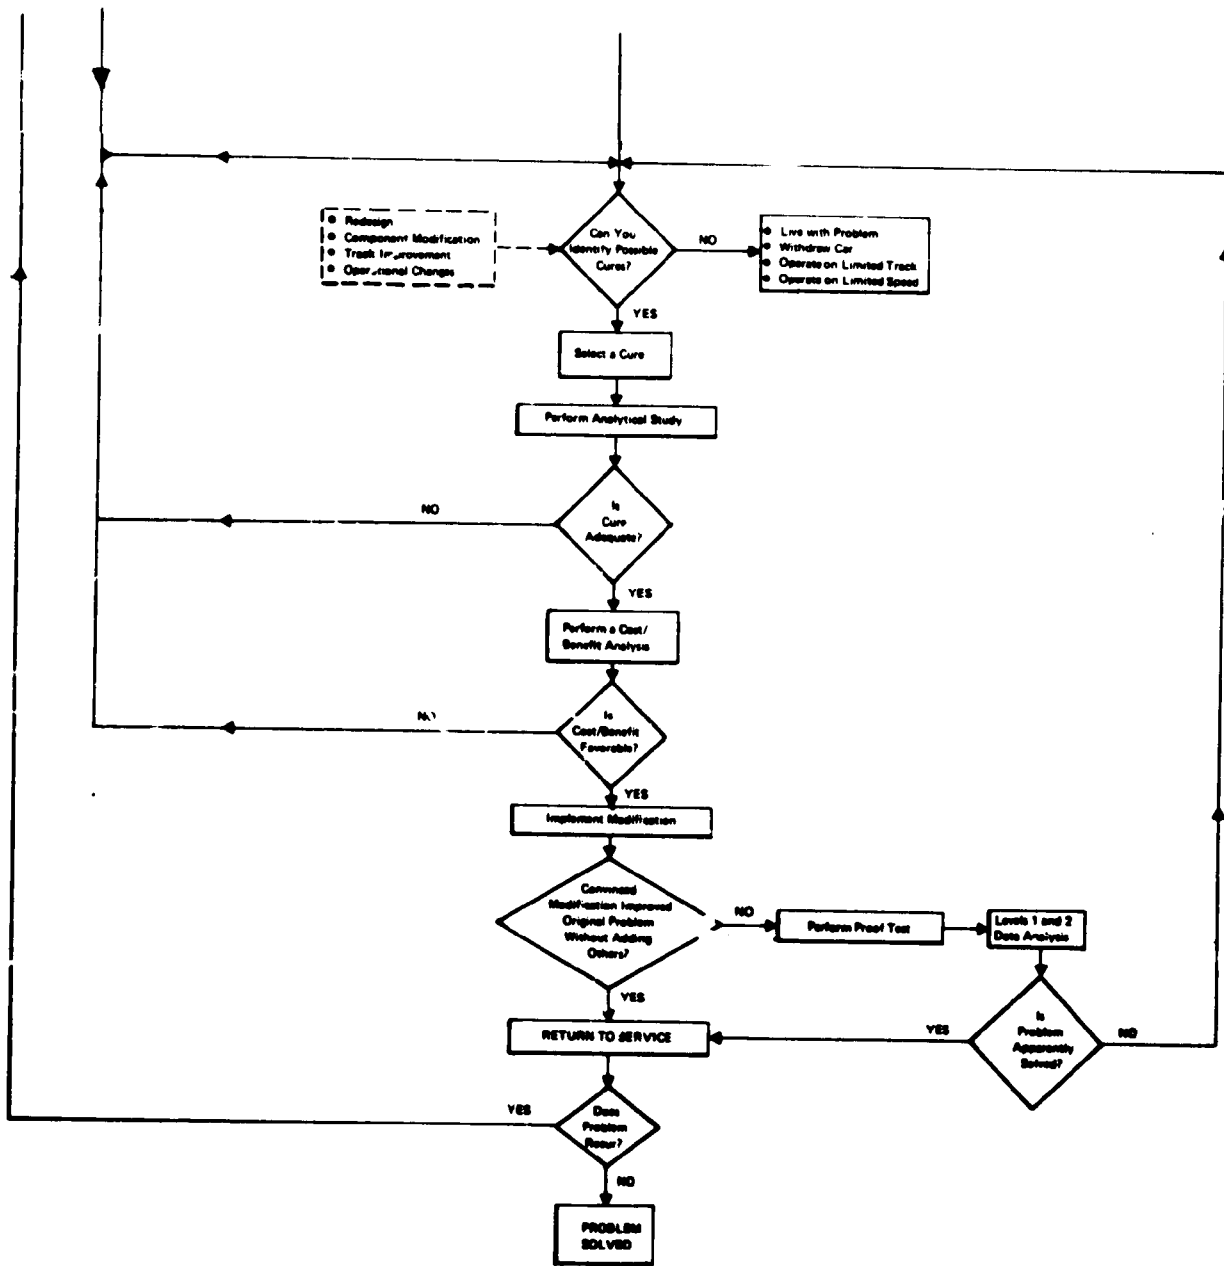 Redesign
Component Modification
Track Improvement
Operational Changes
Can You
Identify Possible
Cures?
NO
Live with Problem
Withdraw Car
Operate on Limited Track
Operate on Limited Speed
YES
Select a Cure
Perform Analytical Study
Is
Cure
Adequate?
NO
YES
Perform a Cost/
Benefit Analysis
Is
Cost/Benefit
Favorable?
NO
YES
Implement Modification
Convinced
Modification Improved
Original Problem
Without Adding
Others?
NO
Perform Proof Test
Levels 1 and 2
Data Analysis
YES
Is
Problem
Apparently
Solved?
YES
NO
RETURN TO SERVICE
Does
Problem
Recur?
YES
NO
PROBLEM
SOLVED